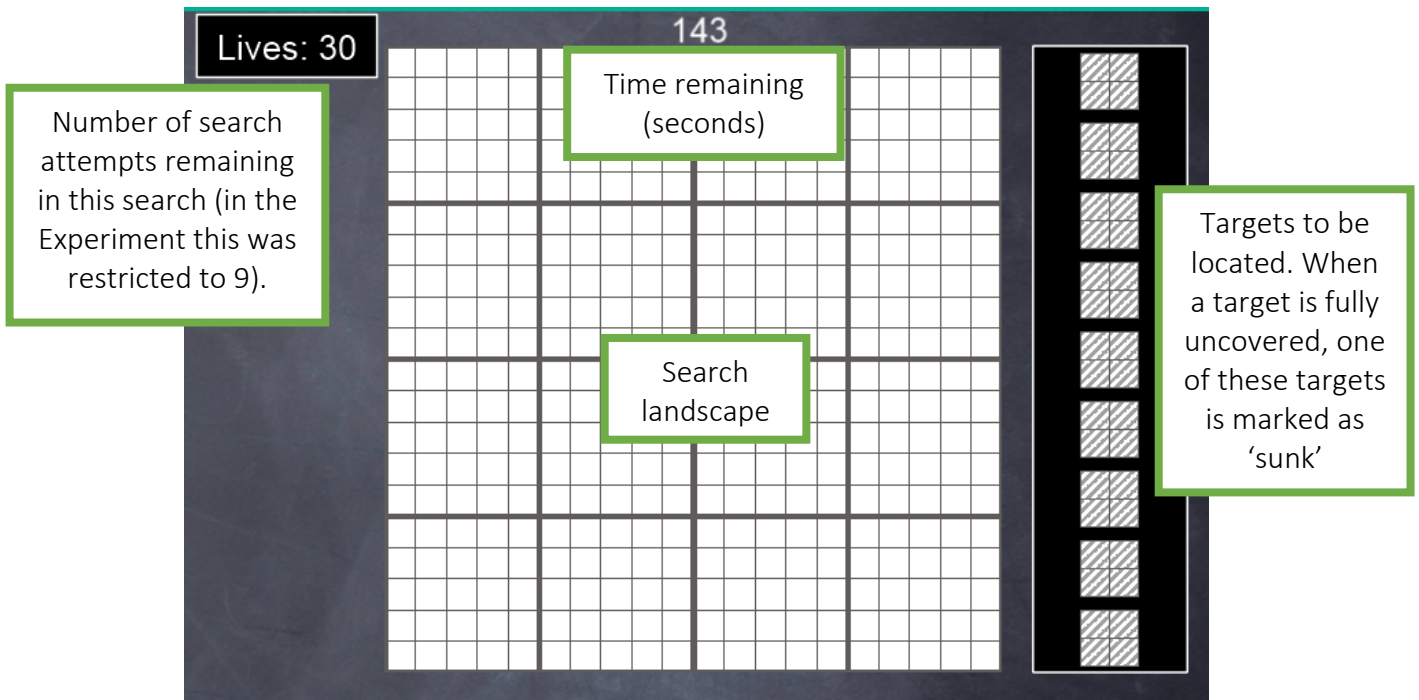 Lives: 30
143
Number of search
attempts remaining
in this search (in the
Experiment this was
restricted to 9).
Time remaining
(seconds)
Search
landscape
Targets to be
located. When
a target is fully
uncovered, one
of these targets
is marked as
‘sunk’